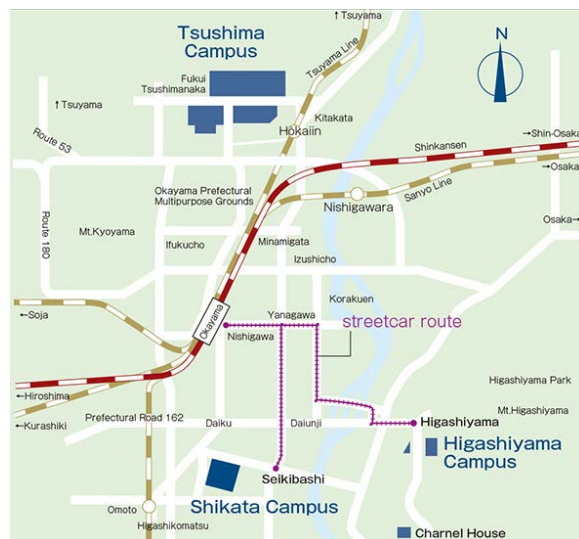 ↑Tsuyama
Tsushima
Campus
Tsuyama Line
N
Fukui
Tsushimanaka
↑Tsuyama
Kitakata
Hokaiin
Route 53
Shinkansen
→Shin-Osaka
→Osaka
Okayama Prefectural
Multipurpose Grounds
Sanyo Line
Nishigawara
Route 180
Osaka→
Mt.Kyoyama
Ifukucho
Minamigata
Izushicho
Okayama
Korakuen
←Soja
Yanagawa
streetcar route
Nishigawa
Higashiyama Park
←Hiroshima
Mt.Higashiyama
Prefectural Road 162
Daiku
Daiunji
Higashiyama
←Kurashiki
Higashiyama
Campus
Seikibashi
Shikata Campus
Omoto
Higashikomatsu
Charnel House